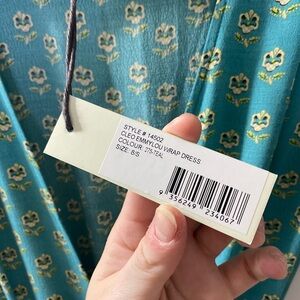 STYLE # 14502
CLEO EMMYLOU WRAP DRESS
COLOUR: 275-TEAL
SIZE: 8/S
9 356249 234067